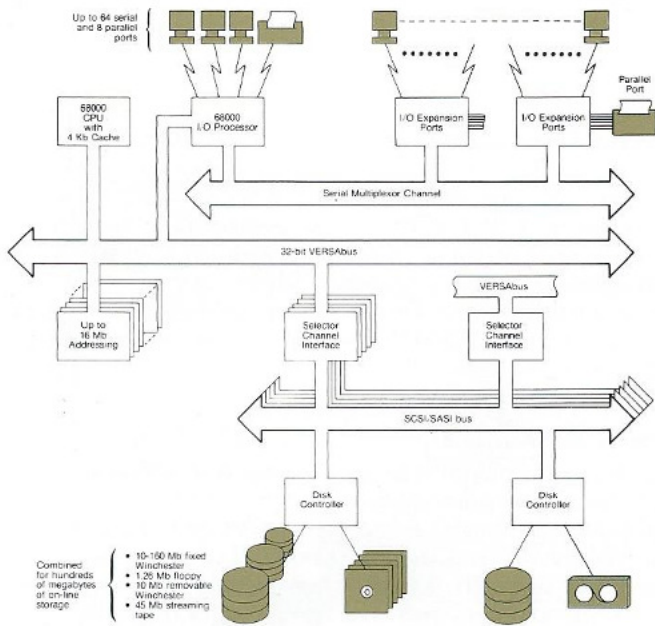 Up to 64 serial
and 8 parallel
ports
68000
CPU
with
4 Kb Cache
68000
I/O Processor
I/O Expansion
Ports
I/O Expansion
Ports
Parallel
Port
Serial Multiplexor Channel
32-bit VERSAbus
Up to
16 Mb
Addressing
Selector
Channel
Interface
VERSAbus
Selector
Channel
Interface
SCSI/SASI bus
Disk
Controller
Disk
Controller
Combined
for hundreds
of megabytes
of on-line
storage
• 10-160 Mb fixed
Winchester
• 1.26 Mb floppy
• 10 Mb removable
Winchester
• 45 Mb streaming
tape